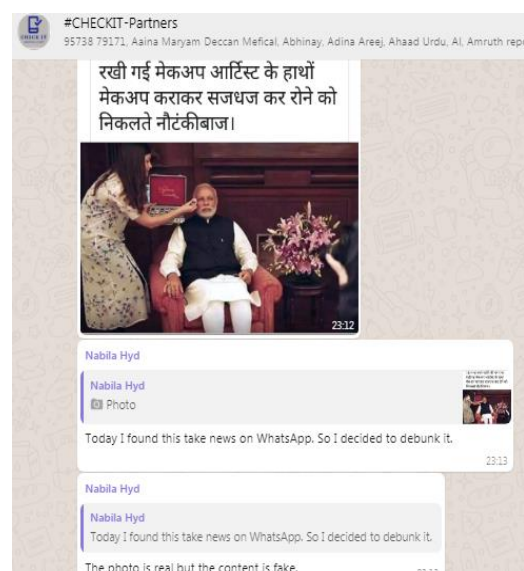 #CHECKIT-Partners
95738 79171, Aaina Maryam Deccan Mefical, Abhinay, Adina Areej, Ahaad Urdu, Al, Amruth repo
रखी गई मेकअप आर्टिस्ट के हाथों
मेकअप कराकर सजधज कर रोने को
निकलते नौटंकीबाज।
23:12
Nabila Hyd
Nabila Hyd
Photo
Today I found this take news on WhatsApp. So I decided to debunk it.
23:13
Nabila Hyd
Nabila Hyd
Today I found this take news on WhatsApp. So I decided to debunk it.
The photo is real but the content is fake.